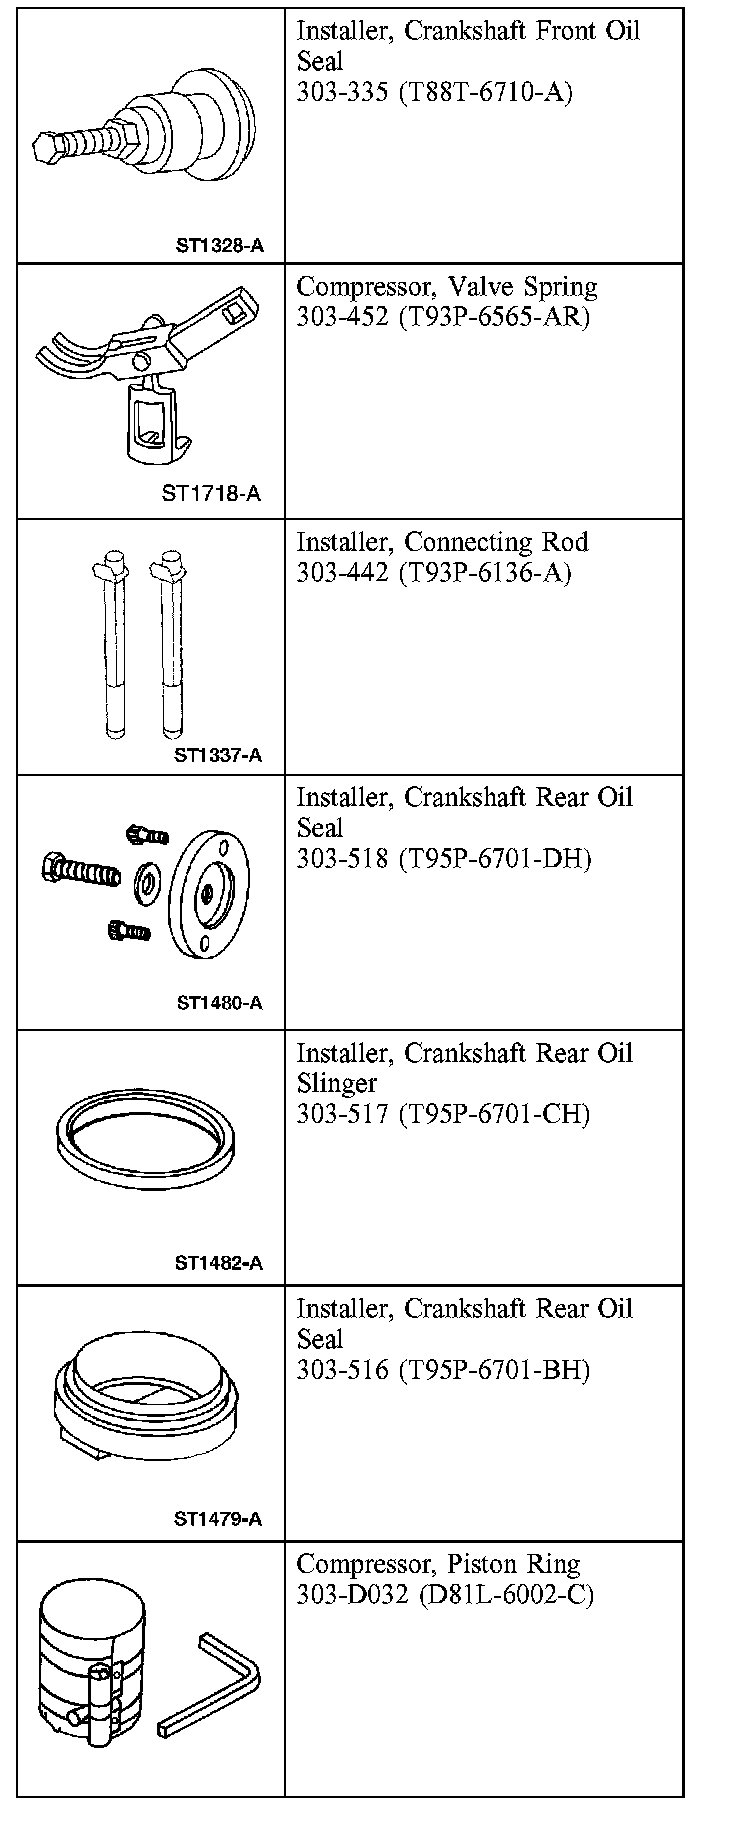 Installer, Crankshaft Front Oil
Seal
303-335 (T88T-6710-A)
ST1328-A
Compressor, Valve Spring
303-452 (T93P-6565-AR)
ST1718-A
Installer, Connecting Rod
303-442 (T93P-6136-A)
ST1337-A
Installer, Crankshaft Rear Oil
Seal
303-518 (T95P-6701-DH)
ST1480-A
Installer, Crankshaft Rear Oil
Slinger
303-517 (T95P-6701-CH)
ST1482-A
Installer, Crankshaft Rear Oil
Seal
303-516 (T95P-6701-BH)
ST1479-A
Compressor, Piston Ring
303-D032 (D81L-6002-C)